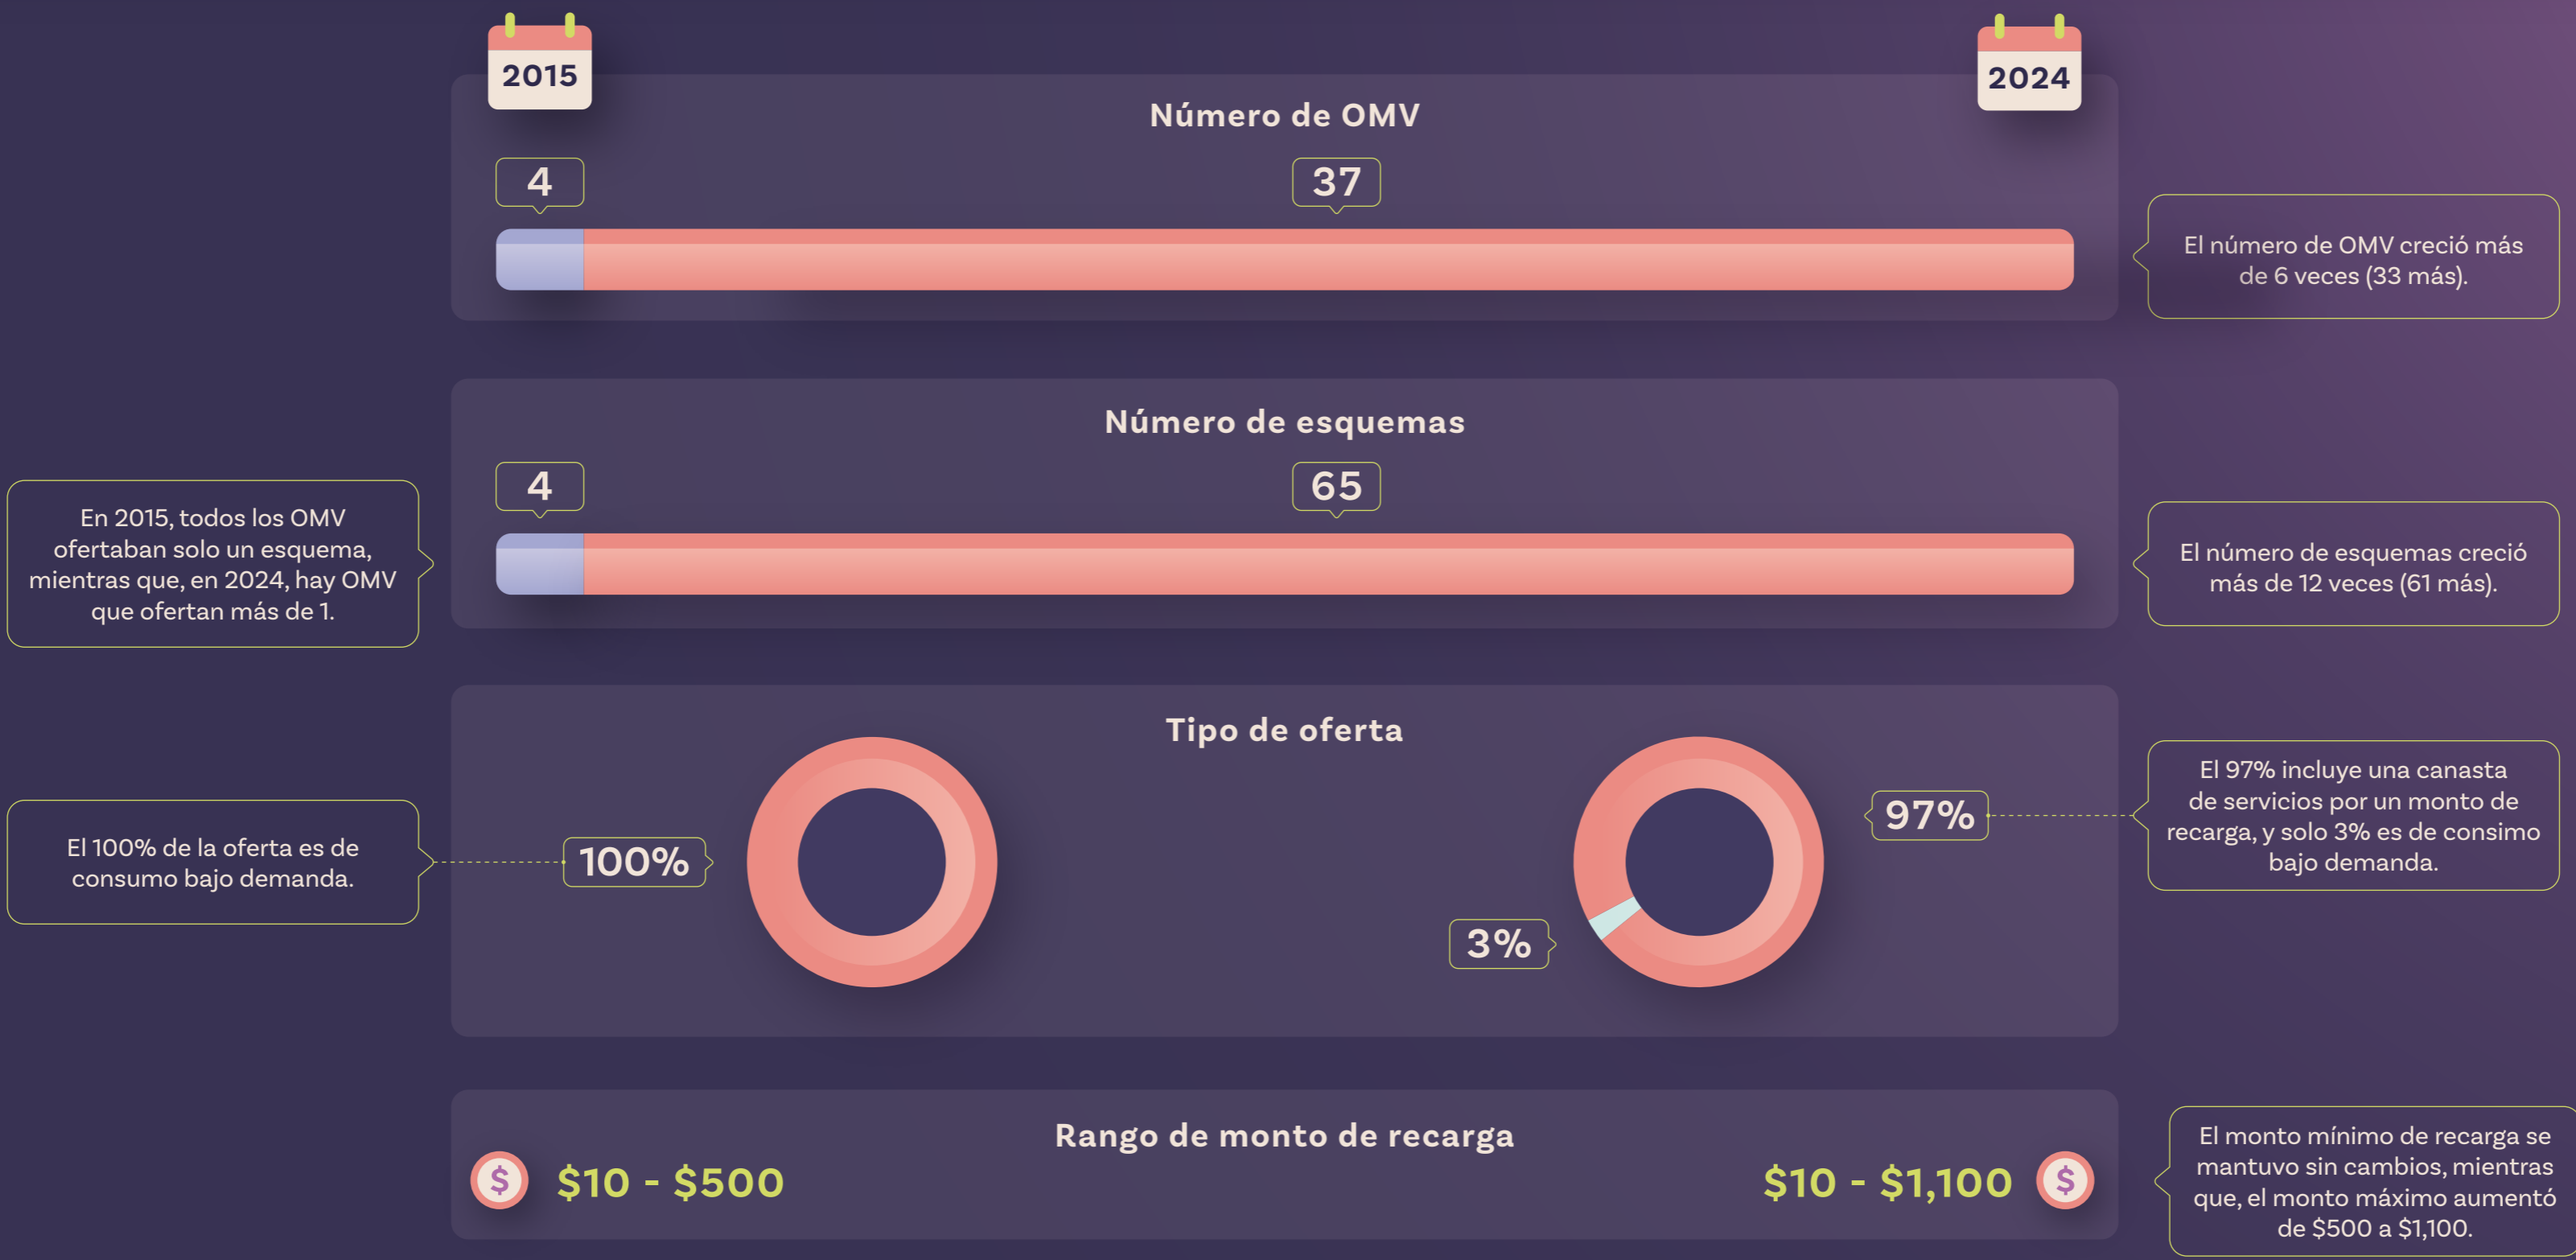 2015
2024
Número de OMV
4
37
El número de OMV creció más
de 6 veces (33 más).
Número de esquemas
4
65
En 2015, todos los OMV
ofertaban solo un esquema,
mientras que, en 2024, hay OMV
que ofertan más de 1.
El número de esquemas creció
más de 12 veces (61 más).
Tipo de oferta
El 100% de la oferta es de
consumo bajo demanda.
100%
3%
97%
El 97% incluye una canasta
de servicios por un monto de
recarga, y solo 3% es de consimo
bajo demanda.
Rango de monto de recarga
$
$10 - $500
$10 - $1,100
$
El monto mínimo de recarga se
mantuvo sin cambios, mientras
que, el monto máximo aumentó
de $500 a $1,100.